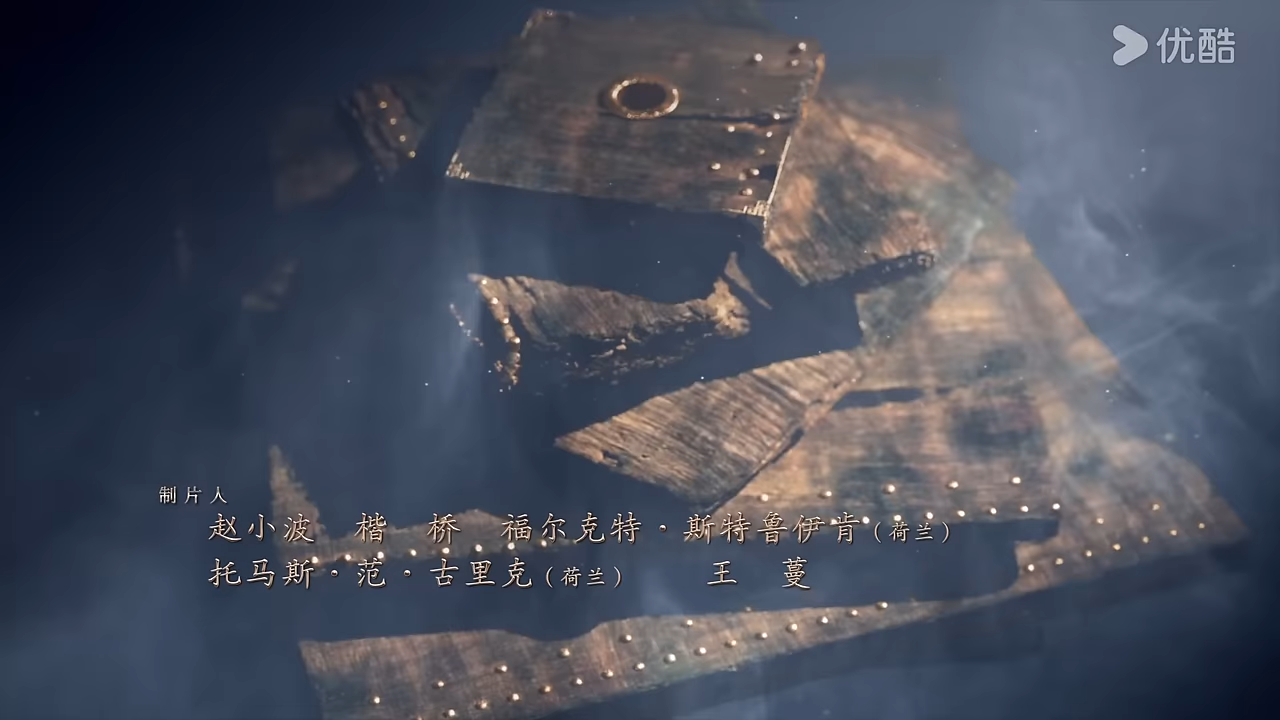 优酷
制片人
赵小波 楷 桥 福尔克特·斯特鲁伊肯（荷兰）
托马斯·范·古里克（荷兰） 王 蔓